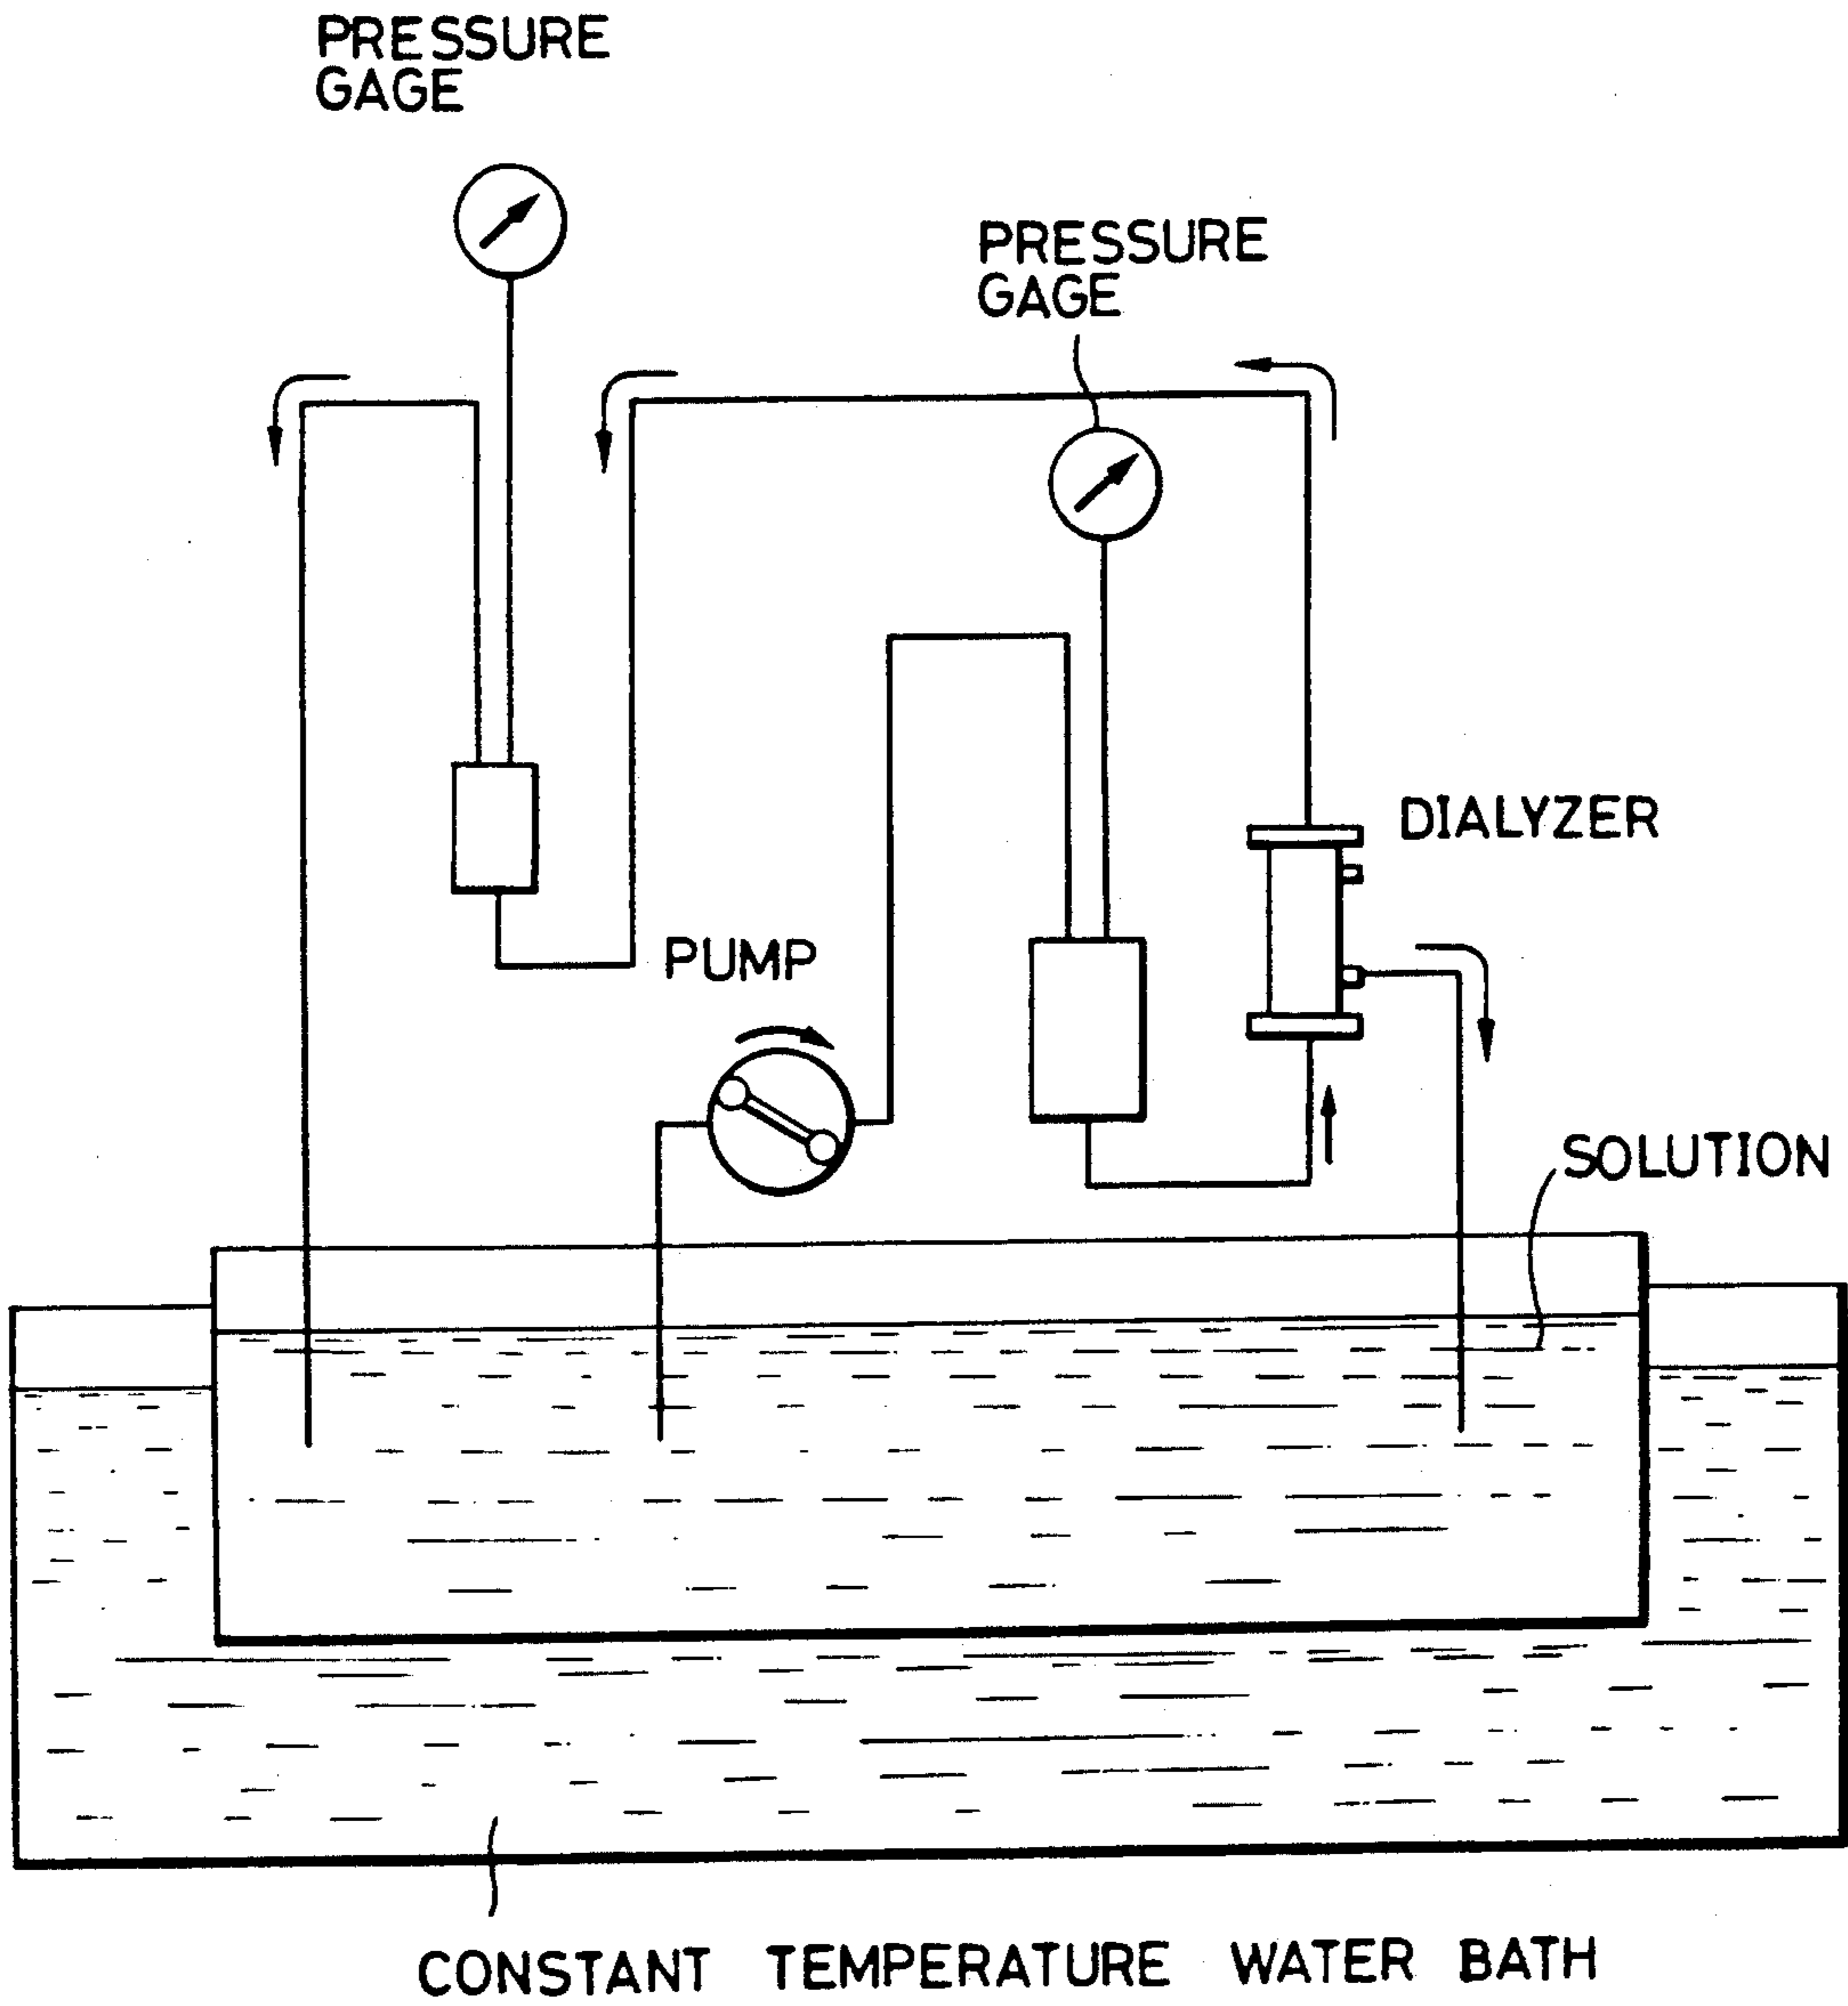 PRESSURE
GAGE
PRESSURE
GAGE
DIALYZER
PUMP
SOLUTION
CONSTANT TEMPERATURE WATER BATH